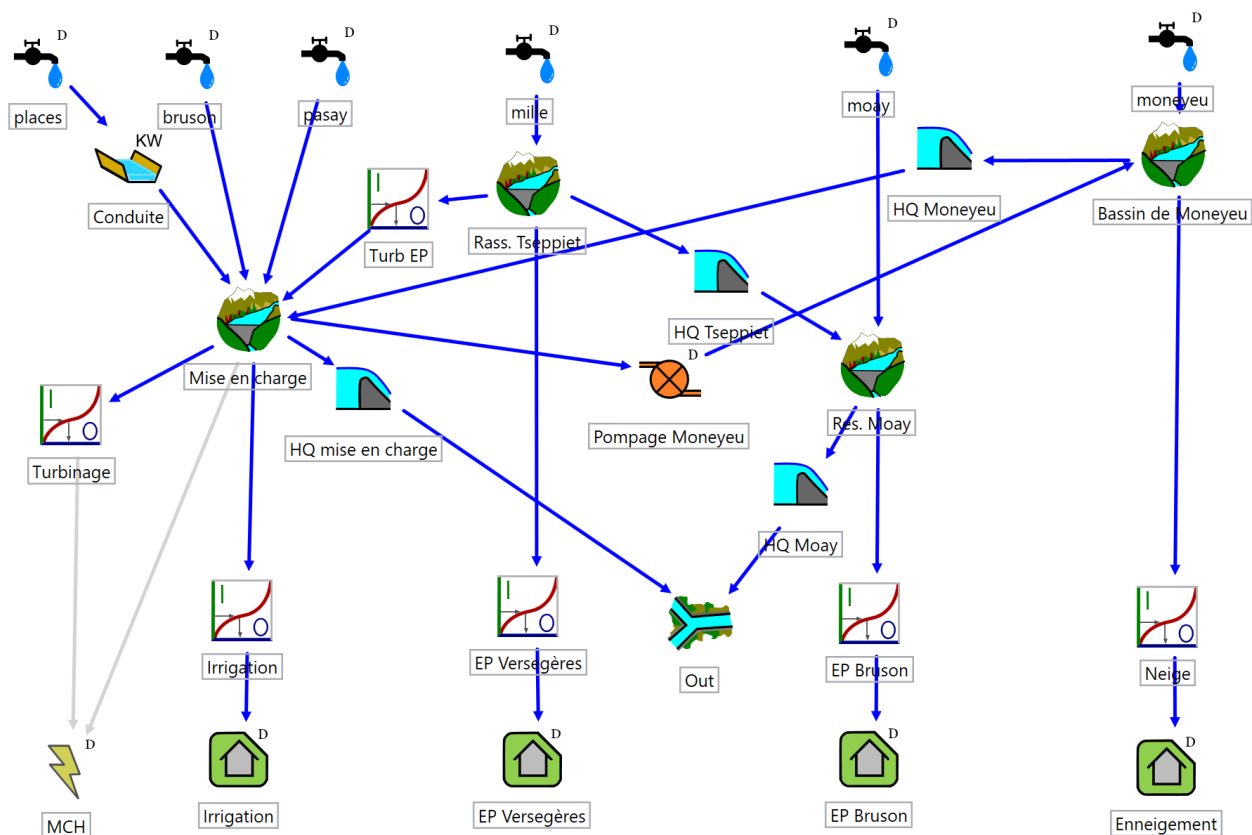 D
D
D
D
D
D
places
bruson
pasay
mille
moay
moneyeu
KW
Conduite
I
O
Turb EP
Rass. Tseppiet
HQ Moneyeu
Bassin de Moneyeu
HQ Tseppiet
Mise en charge
D
Pompage Moneyeu
Res. Moay
I
O
Turbinage
HQ mise en charge
HQ Moay
I
O
Irrigation
I
O
EP Versegères
Out
I
O
EP Bruson
I
O
Neige
D
MCH
D
Irrigation
D
EP Versegères
D
EP Bruson
D
Enneigement